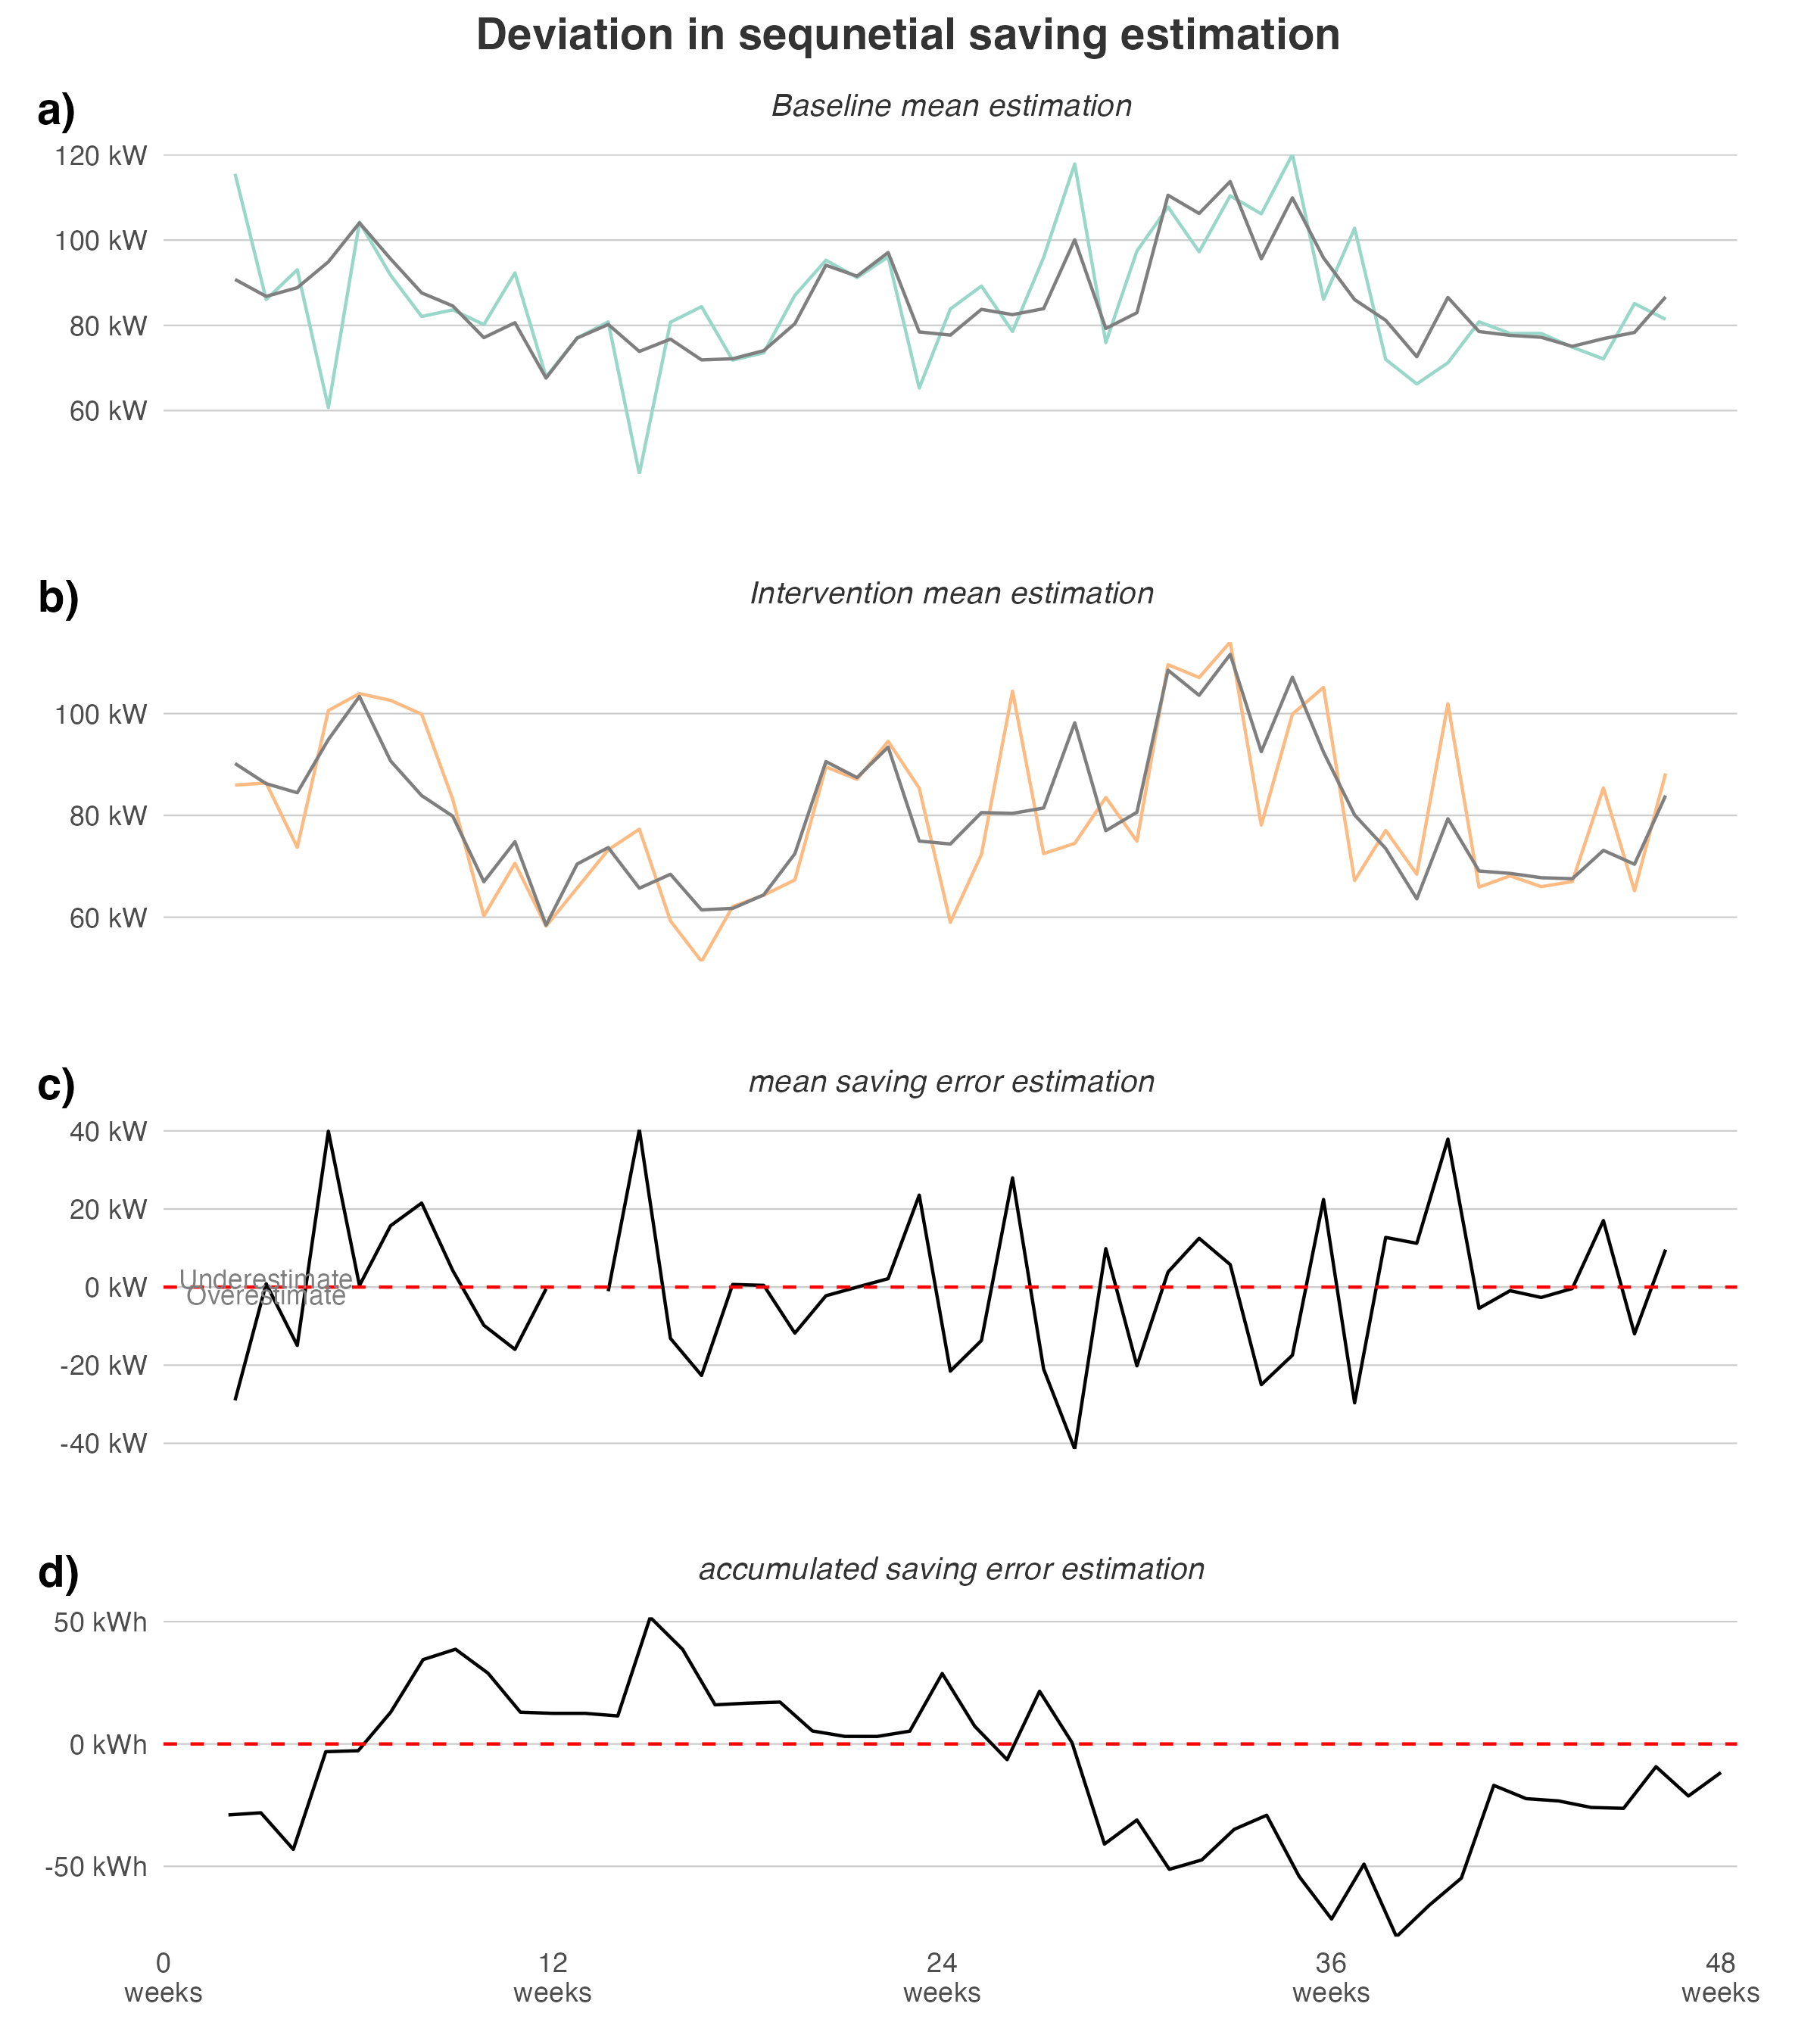 Deviation in sequnetial saving estimation
a)
Baseline mean estimation
120 kW
100 kW
80 kW
60 kW
b)
Intervention mean estimation
100 kW
80 kW
60 kW
c)
mean saving error estimation
40 kW
20 kW
0 kW
-20 kW
-40 kW
Underestimate
Overestimate
d)
accumulated saving error estimation
50 kWh
0 kWh
-50 kWh
0
weeks
12
weeks
24
weeks
36
weeks
48
weeks